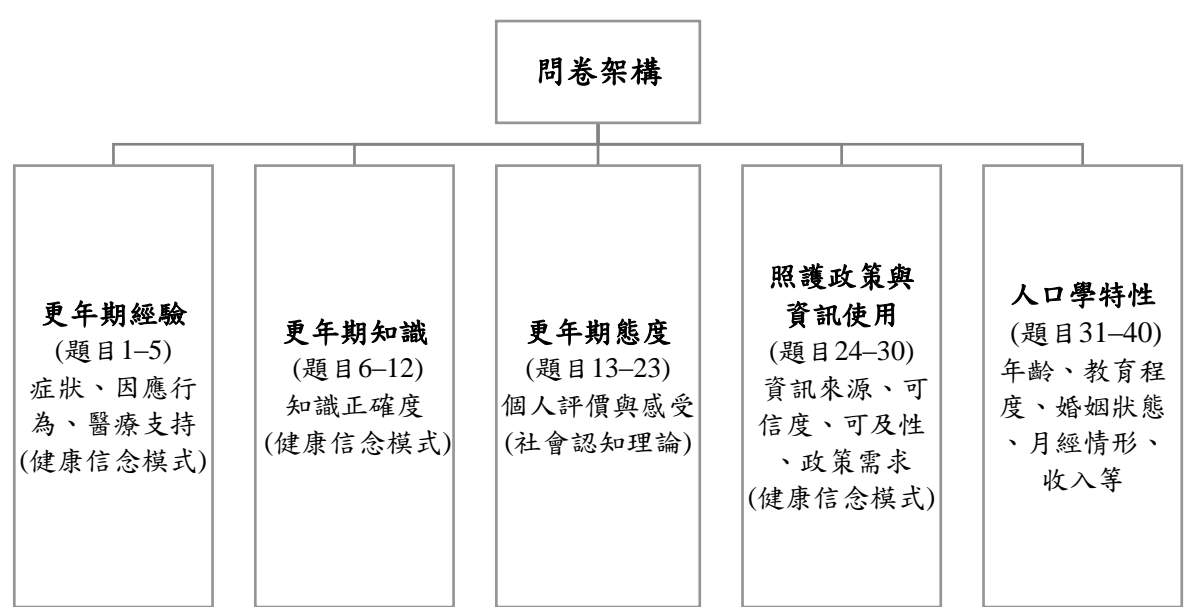 問卷架構
更年期經驗
(題目1–5)
症狀、因應行
為、醫療支持
(健康信念模式)
更年期知識
(題目6–12)
知識正確度
(健康信念模式)
更年期態度
(題目13–23)
個人評價與感受
(社會認知理論)
照護政策與
資訊使用
(題目24–30)
資訊來源、可
信度、可及性
、政策需求
(健康信念模式)
人口學特性
(題目31–40)
年齡、教育程
度、婚姻狀態
、月經情形、
收入等